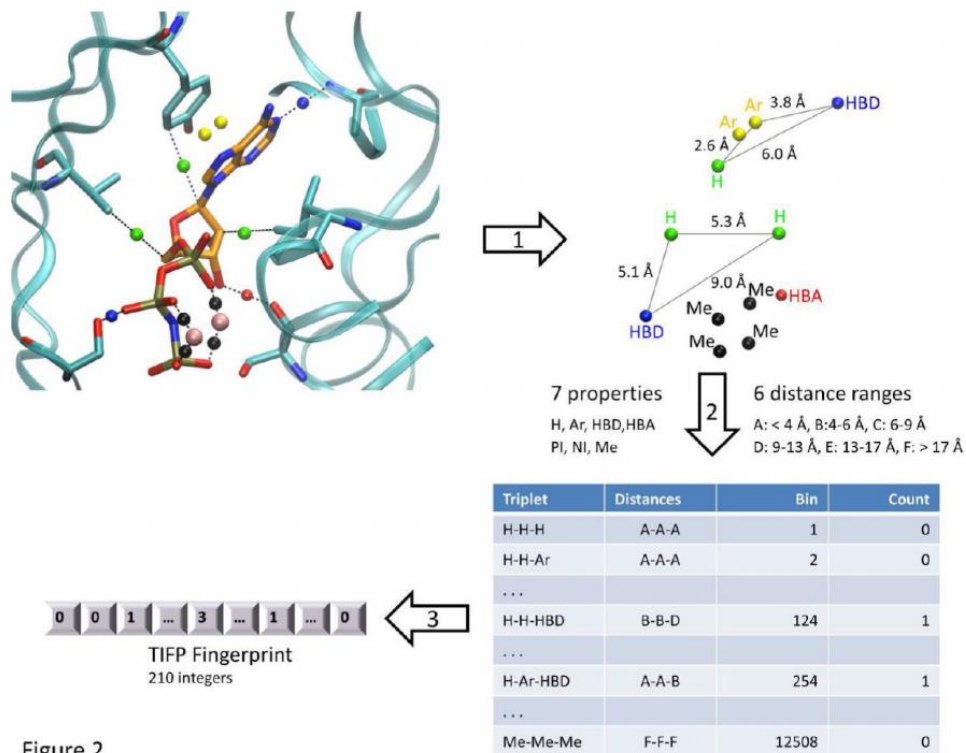 3.8 Å
HBD
Ar
Ar
2.6 Å
6.0 Å
H
1
H
5.3 Å
H
5.1 Å
9.0 Å
HBD
Me
HBA
Me
Me
Me
7 properties
H, Ar, HBD,HBA
PI, NI, Me
2
6 distance ranges
A: < 4 Å, B:4-6 Å, C: 6-9 Å
D: 9-13 Å, E: 13-17 Å, F: > 17 Å
Triplet Distances Bin Count
H-H-H A-A-A 1 0
H-H-Ar A-A-A 2 0
...
H-H-HBD B-B-D 124 1
...
H-Ar-HBD A-A-B 254 1
...
Me-Me-Me F-F-F 12508 0
3
0 0 1 ... 3 ... 1 ... 0
TIFP Fingerprint
210 integers
Figure 2